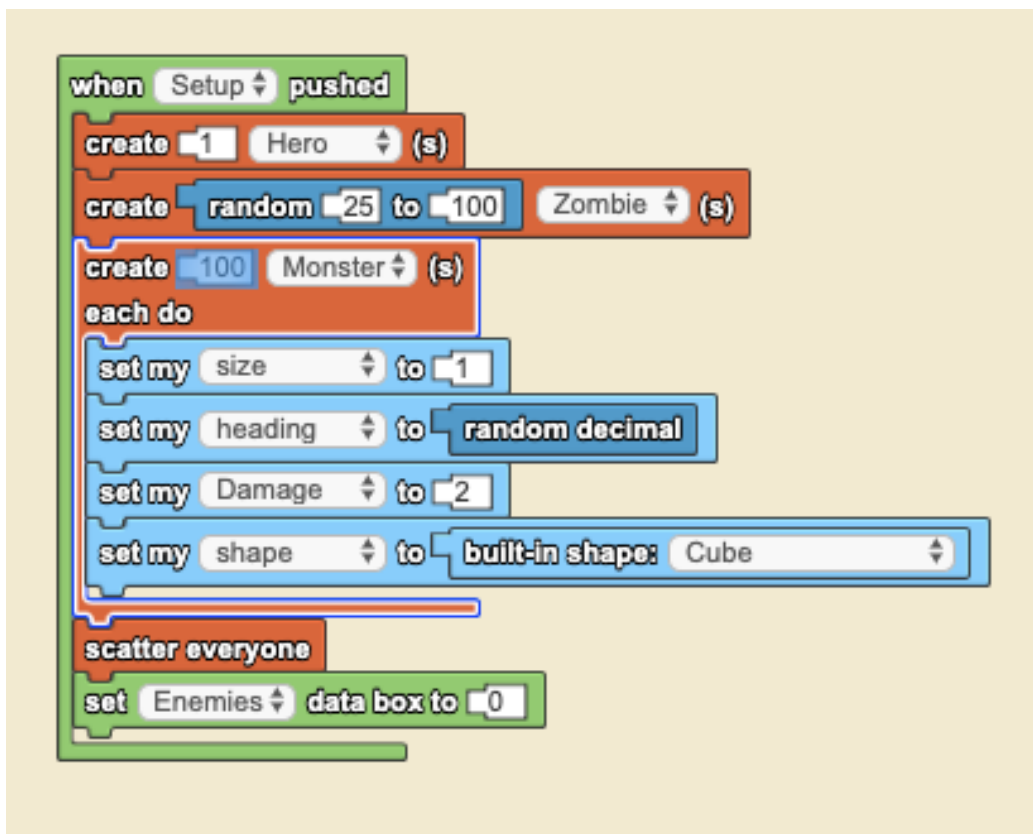 when Setup pushed
create 1 Hero (s)
create random 25 to 100 Zombie (s)
create 100 Monster (s)
each do
set my size to 1
set my heading to random decimal
set my Damage to 2
set my shape to built-in shape: Cube
scatter everyone
set Enemies data box to 0